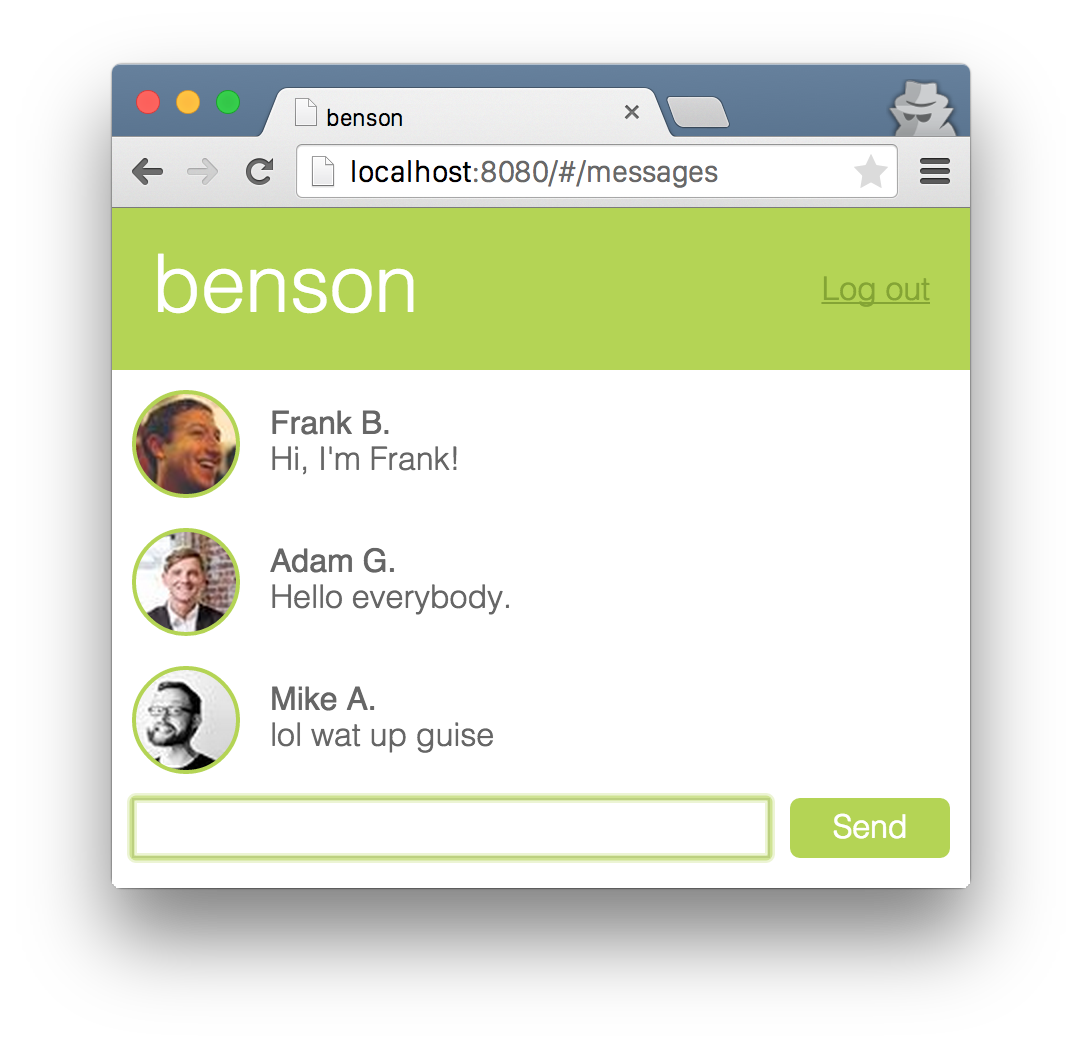 benson
localhost:8080/#/messages
benson
Log out
Frank B.
Hi, I'm Frank!
Adam G.
Hello everybody.
Mike A.
lol wat up guise
Send